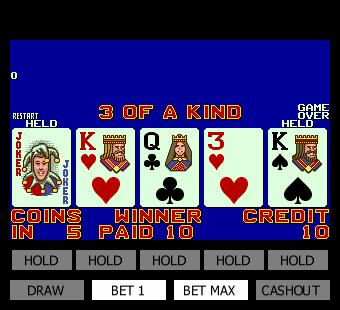 0
3 OF A KIND
GAME
OVER
RESTART
HELD
HELD
JOKER
K
Q
3
K
JOKER
COINS WINNER CREDIT
IN 5 PAID 10 10
HOLD HOLD HOLD HOLD HOLD
DRAW BET 1 BET MAX CASHOUT